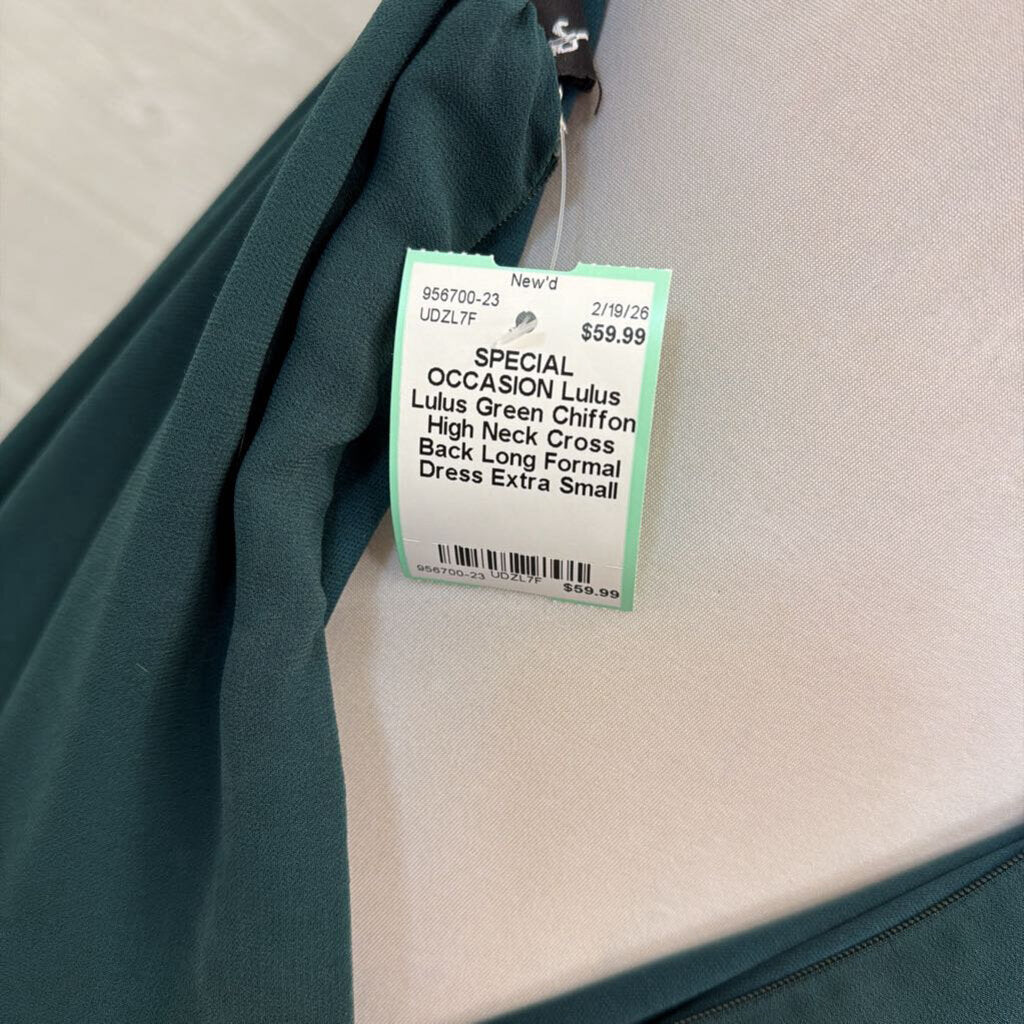 New'd
956700-23 2/19/26
UDZL7F $59.99
SPECIAL
OCCASION Lulus
Lulus Green Chiffon
High Neck Cross
Back Long Formal
Dress Extra Small
956700-23 UDZL7F $59.99